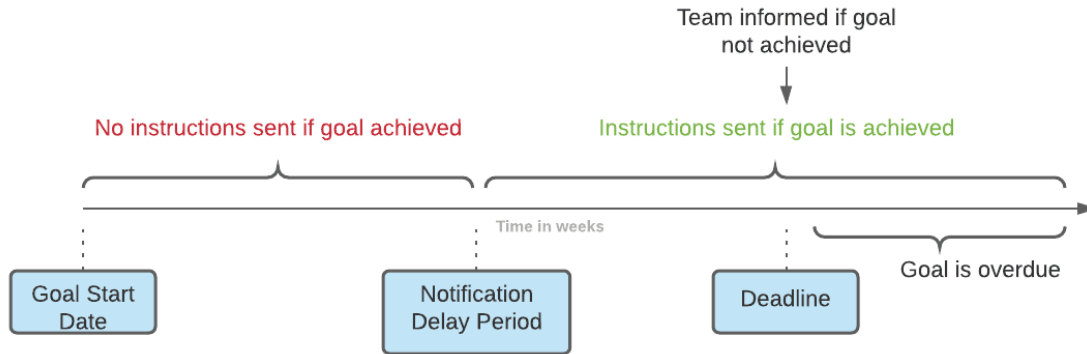 Team informed if goal
not achieved
No instructions sent if goal achieved
Instructions sent if goal is achieved
Time in weeks
Goal is overdue
Goal Start
Date
Notification
Delay Period
Deadline